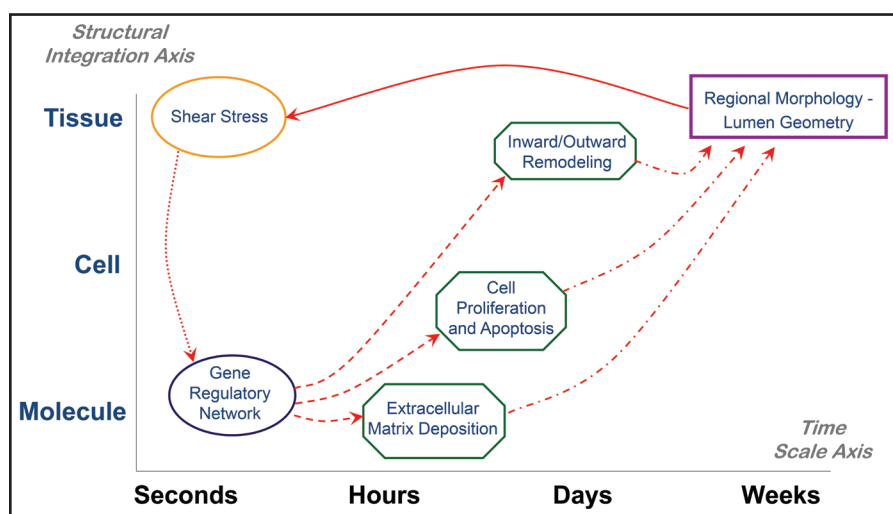 Structural
Integration Axis
Tissue
Shear Stress
Regional Morphology -
Lumen Geometry
Inward/Outward
Remodeling
Cell
Cell
Proliferation
and Apoptosis
Gene
Regulatory
Network
Molecule
Extracellular
Matrix Deposition
Time
Scale Axis
Seconds
Hours
Days
Weeks